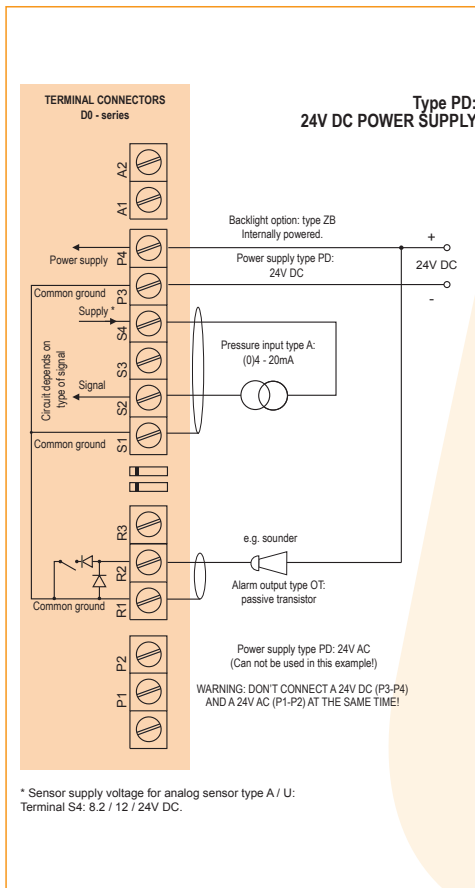 TERMINAL CONNECTORS
D0 - series
Type PD:
24V DC POWER SUPPLY
A2
A1
Backlight option: type ZB
Internally powered.
P4
Power supply
+
Power supply type PD:
24V DC
24V DC
P3
Common ground
-
Supply *
S4
Pressure input type A:
(0)4 - 20mA
S3
Circuit depends on
type of signal
Signal
S2
Common ground
S1
R3
e.g. sounder
R2
Alarm output type OT:
passive transistor
Common ground
R1
P2
Power supply type PD: 24V AC
(Can not be used in this example!)
P1
WARNING: DON'T CONNECT A 24V DC (P3-P4)
AND A 24V AC (P1-P2) AT THE SAME TIME!
* Sensor supply voltage for analog sensor type A / U:
Terminal S4: 8.2 / 12 / 24V DC.